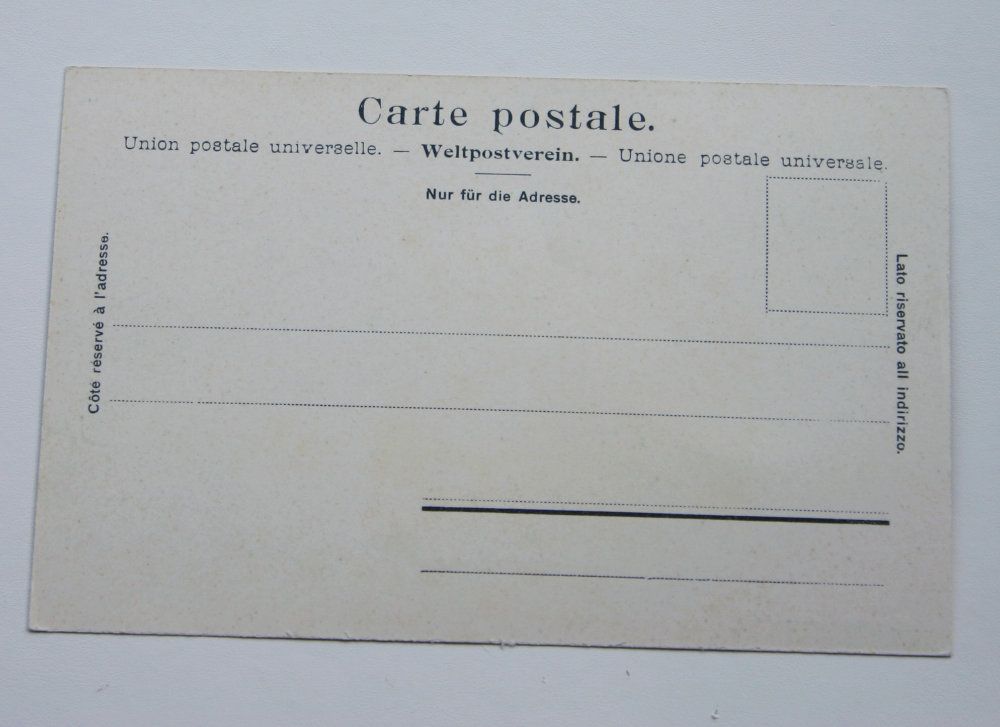 Carte postale.
Union postale universelle. — Weltpostverein. — Unione postale universale.
Nur für die Adresse.
Côté réservé à l'adresse.
Lato riservato all indirizzo.